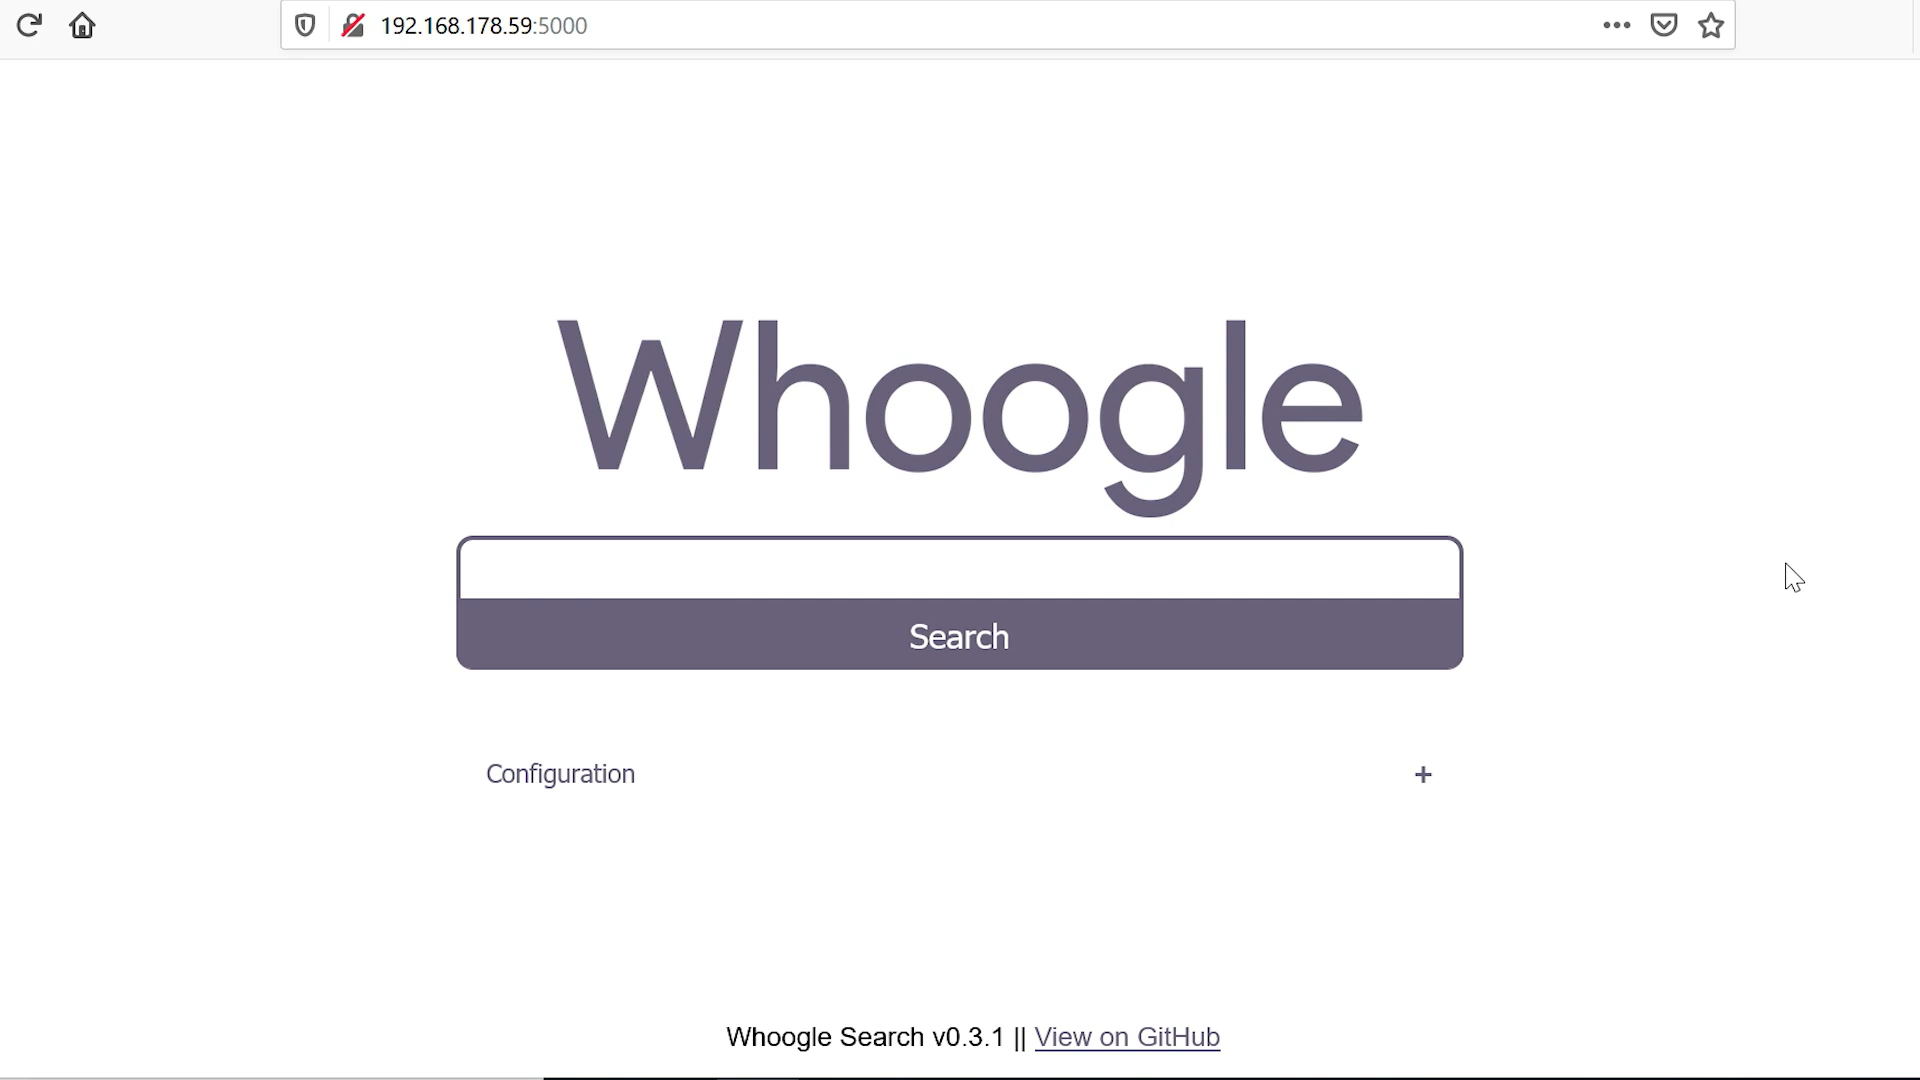 192.168.178.59:5000
Whoogle
Search
Configuration +
Whoogle Search v0.3.1 || View on GitHub